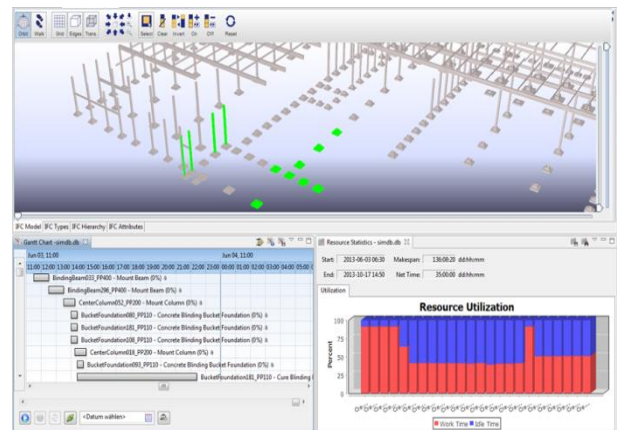 Orbit Walk Grid Edges Trans. Select Clear Invert On Off Reset
IFC Model IFC Types IFC Hierarchy IFC Attributes
Gantt Chart -simdb.db
Jun 03, 11:00 Jun 04, 11:00
11:00 12:00 13:00 14:00 15:00 16:00 17:00 18:00 19:00 20:00 21:00 22:00 23:00 00:00 01:00 02:00 03:00 04:00 05:00
BindingBeam033_PP400 - Mount Beam (0%)
BindingBeam296_PP400 - Mount Beam (0%)
CenterColumn052_PP200 - Mount Column (0%)
BucketFoundation080_PP110 - Concrete Blinding Bucket Foundation (0%)
BucketFoundation081_PP110 - Concrete Blinding Bucket Foundation (0%)
BucketFoundation108_PP110 - Concrete Blinding Bucket Foundation (0%)
CenterColumn018_PP200 - Mount Column (0%)
BucketFoundation093_PP110 - Concrete Blinding Bucket Foundation (0%)
BucketFoundation181_PP110 - Cure Blinding
<Datum wählen>
Resource Statistics - simdb.db
Start: 2013-06-03 06:30 Makespan: 136:08:20 dd:hh:mm
End: 2013-10-17 14:50 Net Time: 35:00:00 dd:hh:mm
Utilization
Resource Utilization
Percent
100
75
50
25
0
Work Time Idle Time